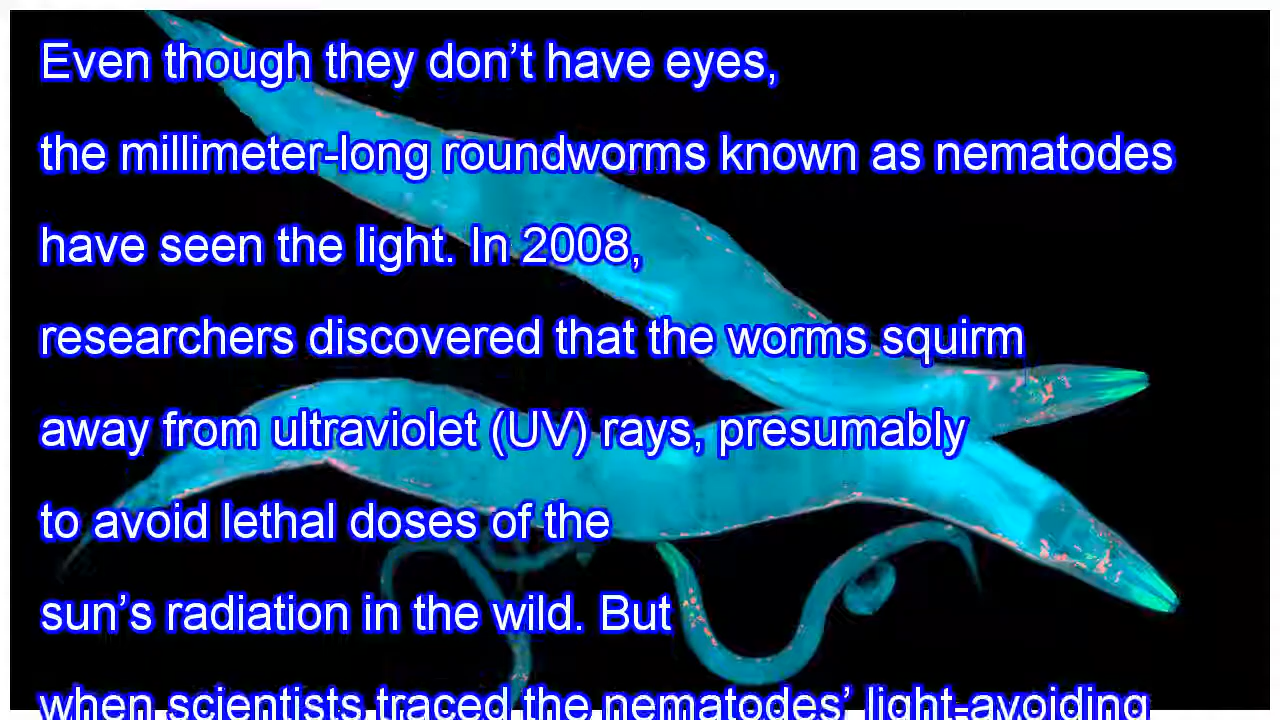 Even though they don’t have eyes,
the millimeter-long roundworms known as nematodes
have seen the light. In 2008,
researchers discovered that the worms squirm
away from ultraviolet (UV) rays, presumably
to avoid lethal doses of the
sun’s radiation in the wild. But
when scientists traced the nematodes’ light-avoiding